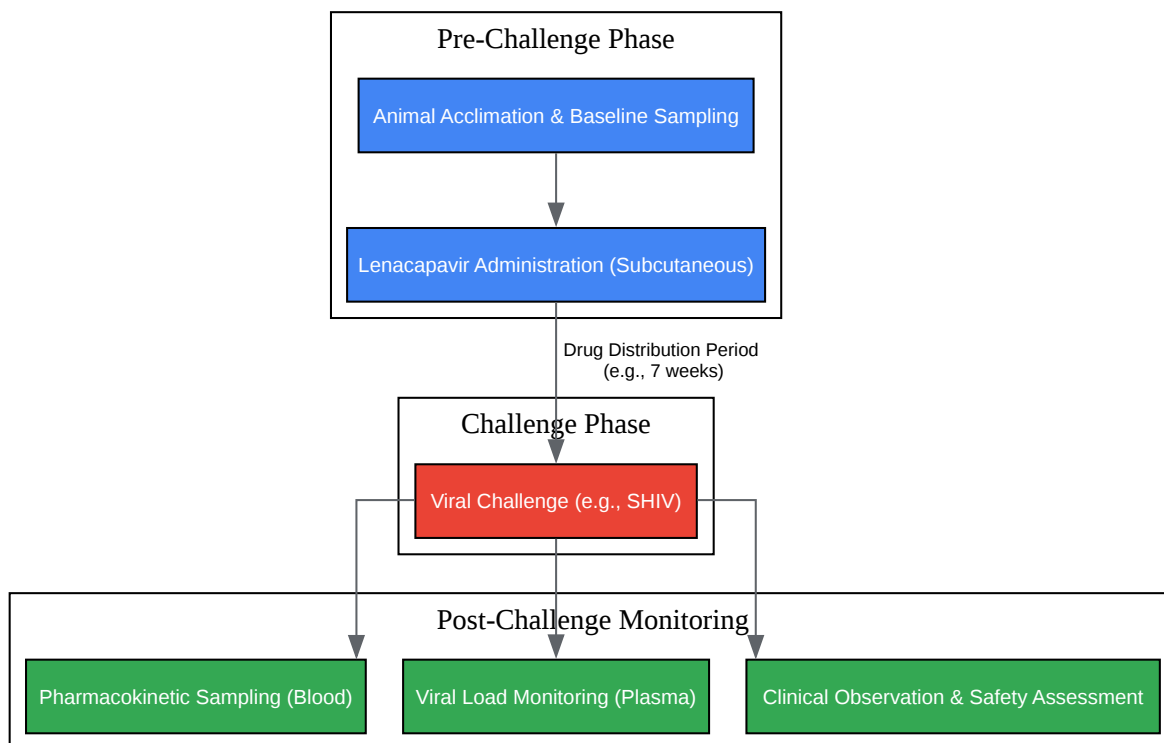 Pre-Challenge Phase
Animal Acclimation & Baseline Sampling
Lenacapavir Administration (Subcutaneous)
Drug Distribution Period
(e.g., 7 weeks)
Challenge Phase
Viral Challenge (e.g., SHIV)
Post-Challenge Monitoring
Pharmacokinetic Sampling (Blood)
Viral Load Monitoring (Plasma)
Clinical Observation & Safety Assessment